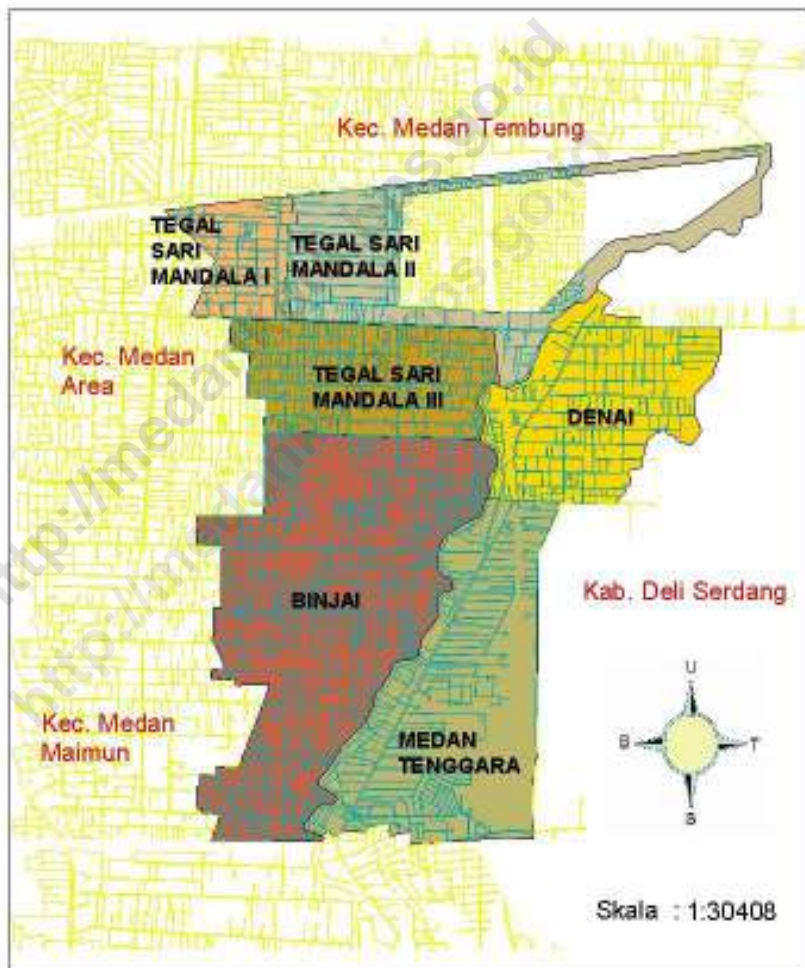 Kec. Medan Tembung
TEGAL
SARI
MANDALA I
TEGAL SARI
MANDALA II
Kec. Medan
Area
TEGAL SARI
MANDALA III
DENAI
BINJAI
Kab. Deli Serdang
Kec. Medan
Maimun
MEDAN
TENGGARA
U
B
T
S
Skala : 1:30408